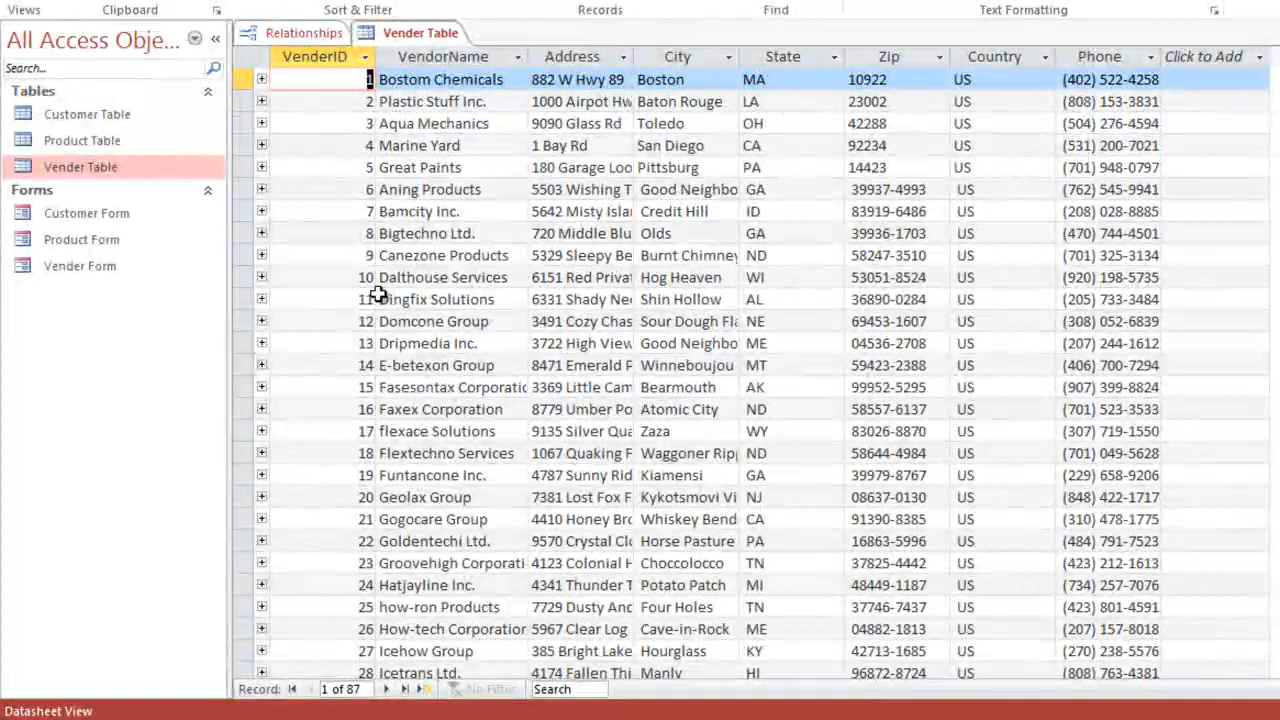 Views Clipboard Sort & Filter Records Find Text Formatting
All Access Obje...
Search...
Tables
Customer Table
Product Table
Vender Table
Forms
Customer Form
Product Form
Vender Form
Relationships Vender Table
VenderID VendorName Address City State Zip Country Phone Click to Add
1 Bostom Chemicals 882 W Hwy 89 Boston MA 10922 US (402) 522-4258
2 Plastic Stuff Inc. 1000 Airpot Hw Baton Rouge LA 23002 US (808) 153-3831
3 Aqua Mechanics 9090 Glass Rd Toledo OH 42288 US (504) 276-4594
4 Marine Yard 1 Bay Rd San Diego CA 92234 US (531) 200-7021
5 Great Paints 180 Garage Loo Pittsburg PA 14423 US (701) 948-0797
6 Aning Products 5503 Wishing T Good Neighbo GA 39937-4993 US (762) 545-9941
7 Bamcity Inc. 5642 Misty Islar Credit Hill ID 83919-6486 US (208) 028-8885
8 Bigtechno Ltd. 720 Middle Blu Olds GA 39936-1703 US (470) 744-4501
9 Canezone Products 5329 Sleepy Be Burnt Chimney ND 58247-3510 US (701) 325-3134
10 Dalthouse Services 6151 Red Privat Hog Heaven WI 53051-8524 US (920) 198-5735
11 Dingfix Solutions 6331 Shady Nec Shin Hollow AL 36890-0284 US (205) 733-3484
12 Domcone Group 3491 Cozy Chas Sour Dough Fla NE 69453-1607 US (308) 052-6839
13 Dripmedia Inc. 3722 High View Good Neighbo ME 04536-2708 US (207) 244-1612
14 E-betexon Group 8471 Emerald P Winneboujou MT 59423-2388 US (406) 700-7294
15 Fasesontax Corporatic 3369 Little Cam Bearmouth AK 99952-5295 US (907) 399-8824
16 Faxex Corporation 8779 Umber Po Atomic City ND 58557-6137 US (701) 523-3533
17 flexace Solutions 9135 Silver Qua Zaza WY 83026-8870 US (307) 719-1550
18 Flextechno Services 1067 Quaking F Waggoner Ripp ND 58644-4984 US (701) 049-5628
19 Funtancone Inc. 4787 Sunny Rid Kiamensi GA 39979-8767 US (229) 658-9206
20 Geolax Group 7381 Lost Fox F Kykotsmovi Vi NJ 08637-0130 US (848) 422-1717
21 Gogocare Group 4410 Honey Bro Whiskey Bend CA 91390-8385 US (310) 478-1775
22 Goldentechi Ltd. 9570 Crystal Clo Horse Pasture PA 16863-5996 US (484) 791-7523
23 Groovehigh Corporati 4123 Colonial H Choccolocco TN 37825-4442 US (423) 212-1613
24 Hatjayline Inc. 4341 Thunder T Potato Patch MI 48449-1187 US (734) 257-7076
25 how-ron Products 7729 Dusty And Four Holes TN 37746-7437 US (423) 801-4591
26 How-tech Corporation 5967 Clear Log Cave-in-Rock ME 04882-1813 US (207) 157-8018
27 Icehow Group 385 Bright Lake Hourglass KY 42713-1685 US (270) 238-5576
28 Icetrans Ltd. 4174 Fallen Thi Manly HI 96872-8724 US (808) 763-4381
Record: 1 of 87 No Filter Search
Datasheet View